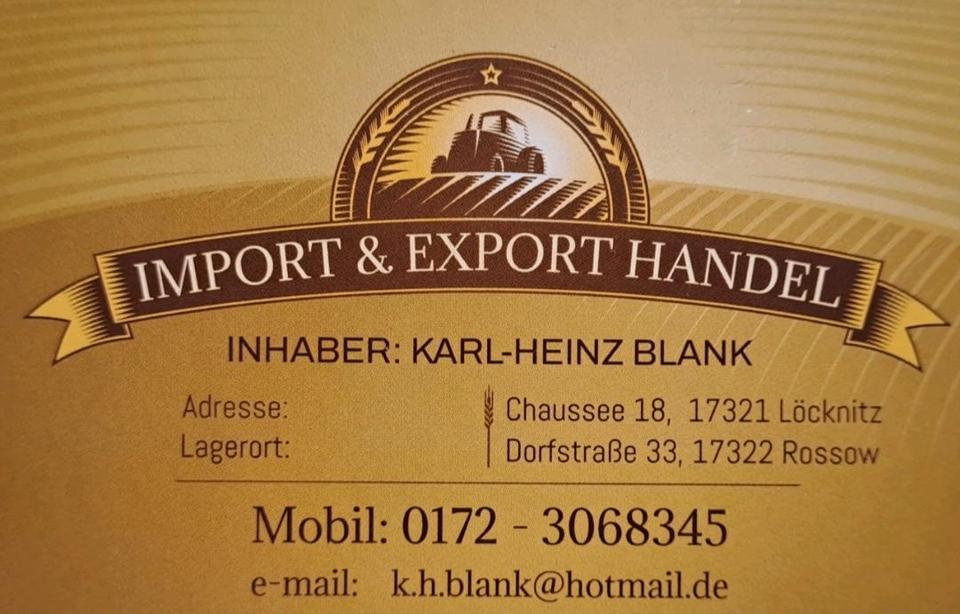 IMPORT & EXPORT HANDEL
INHABER: KARL-HEINZ BLANK
Adresse: Chaussee 18, 17321 Löcknitz
Lagerort: Dorfstraße 33, 17322 Rossow
Mobil: 0172 - 3068345
e-mail: k.h.blank@hotmail.de